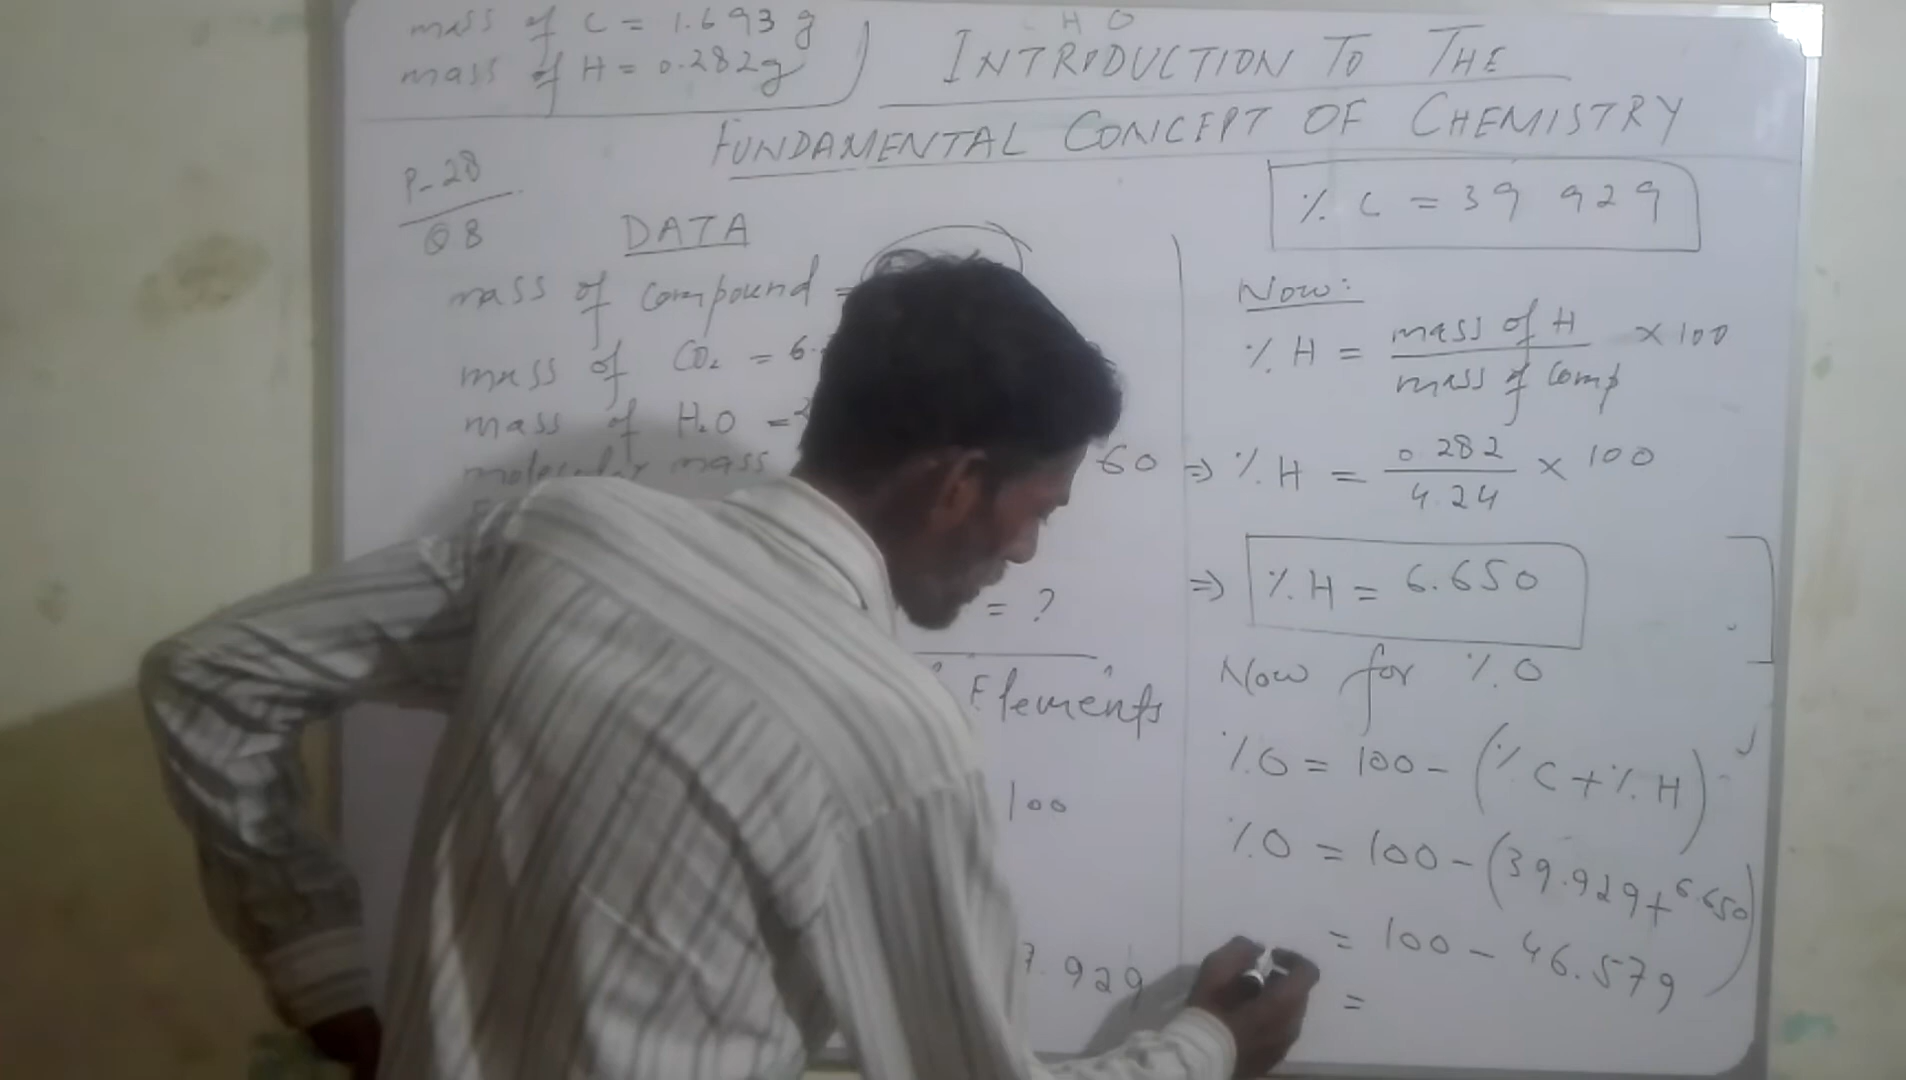 mass of C = 1.693 g
mass of H = 0.282g
H O
INTRODUCTION TO THE
FUNDAMENTAL CONCEPT OF CHEMISTRY
P-28
Q8
DATA
mass of compound =
mass of CO2 = 6.
mass of H2O = 2
molecular mass 60
= ?
Elements
100
7.929
% C = 39 929
Now:
% H = mass of H × 100
mass of comp
⇒ % H = 0 282 × 100
4.24
⇒ % H = 6.650
Now for % O
% O = 100 - (% C + % H)
% O = 100 - (39.929 + 6.650)
= 100 - 46.579
=